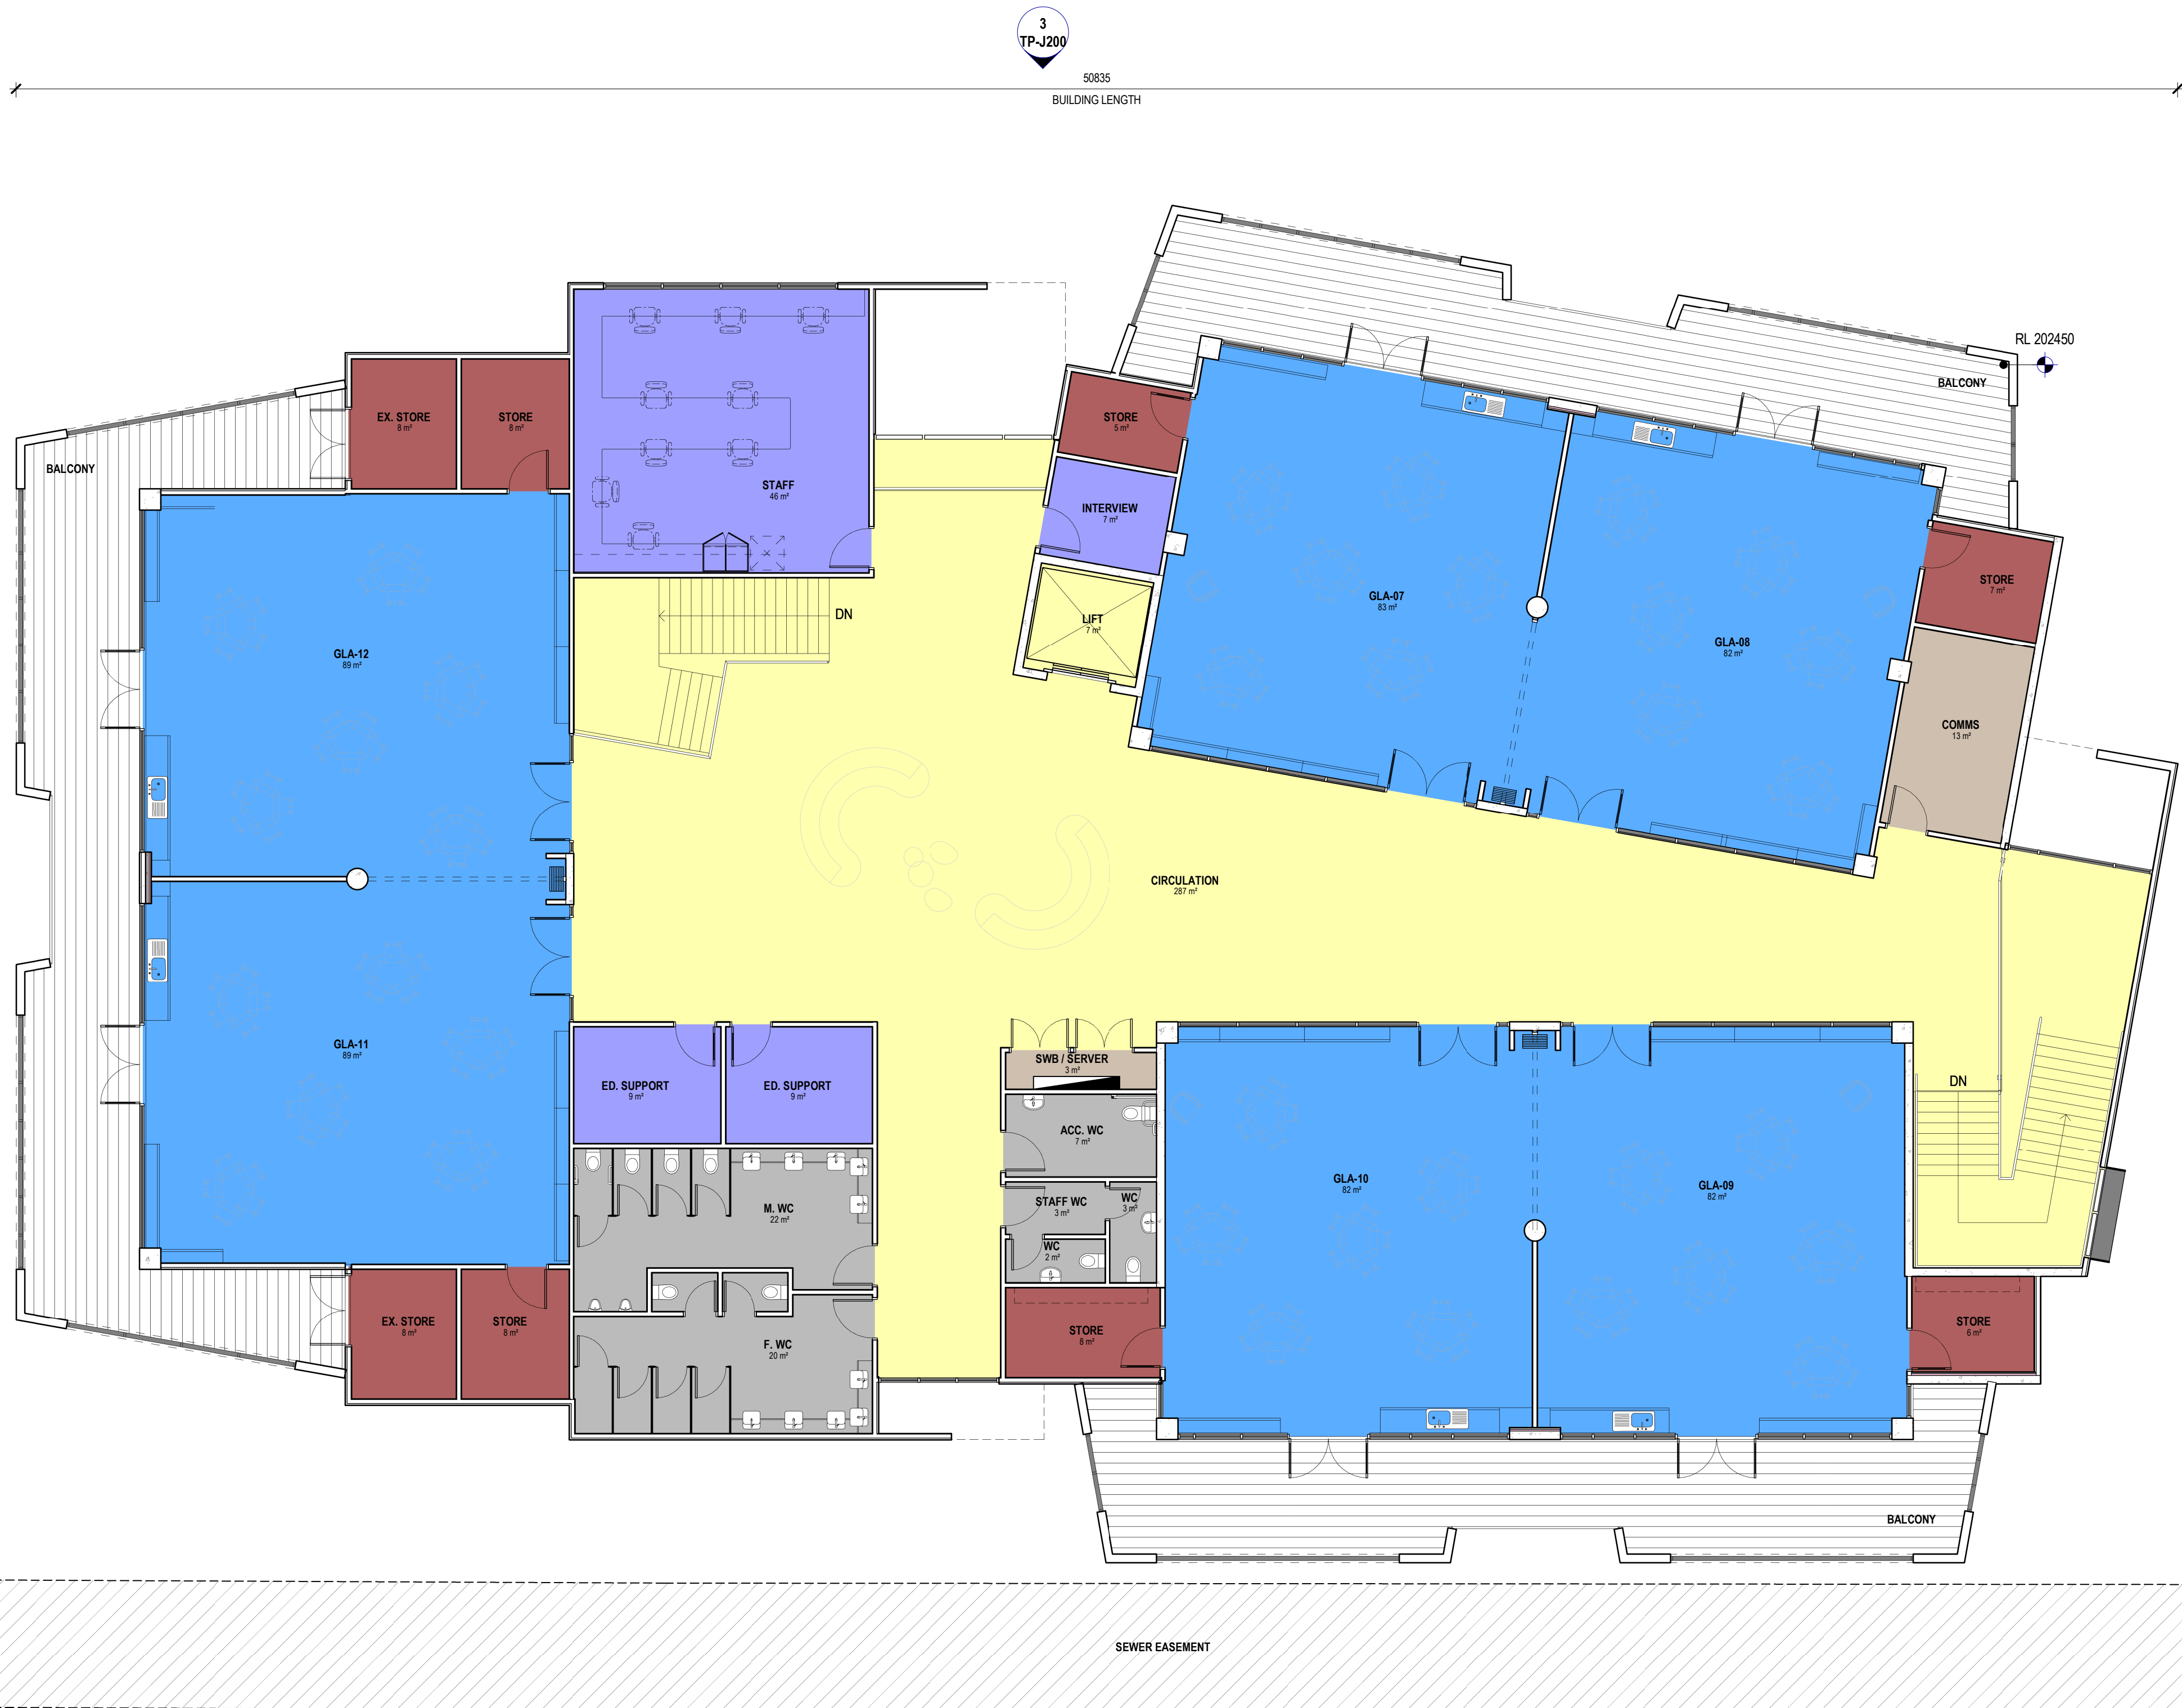 3
TP-J200
50835
BUILDING LENGTH
RL 202450
BALCONY
EX. STORE
8 m²
STORE
8 m²
STORE
5 m²
BALCONY
STAFF
46 m²
INTERVIEW
7 m²
STORE
7 m²
DN
LIFT
7 m²
GLA-07
83 m²
GLA-08
82 m²
GLA-12
89 m²
COMMS
13 m²
CIRCULATION
287 m²
GLA-11
89 m²
SWB / SERVER
3 m²
ED. SUPPORT
9 m²
ED. SUPPORT
9 m²
DN
ACC. WC
7 m²
GLA-10
82 m²
GLA-09
82 m²
M. WC
22 m²
STAFF WC
3 m²
WC
3 m²
WC
2 m²
EX. STORE
8 m²
STORE
8 m²
F. WC
20 m²
STORE
8 m²
STORE
6 m²
BALCONY
SEWER EASEMENT